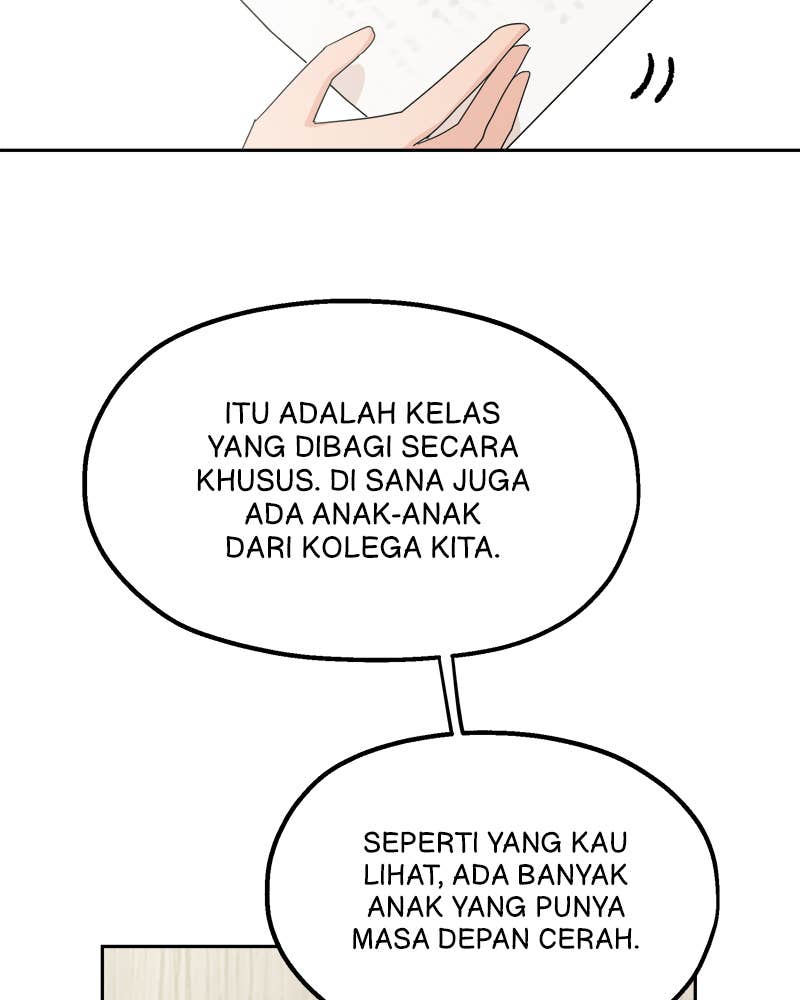 ITU ADALAH KELAS
YANG DIBAGI SECARA
KHUSUS. DI SANA JUGA
ADA ANAK-ANAK
DARI KOLEGA KITA.
SEPERTI YANG KAU
LIHAT, ADA BANYAK
ANAK YANG PUNYA
MASA DEPAN CERAH.